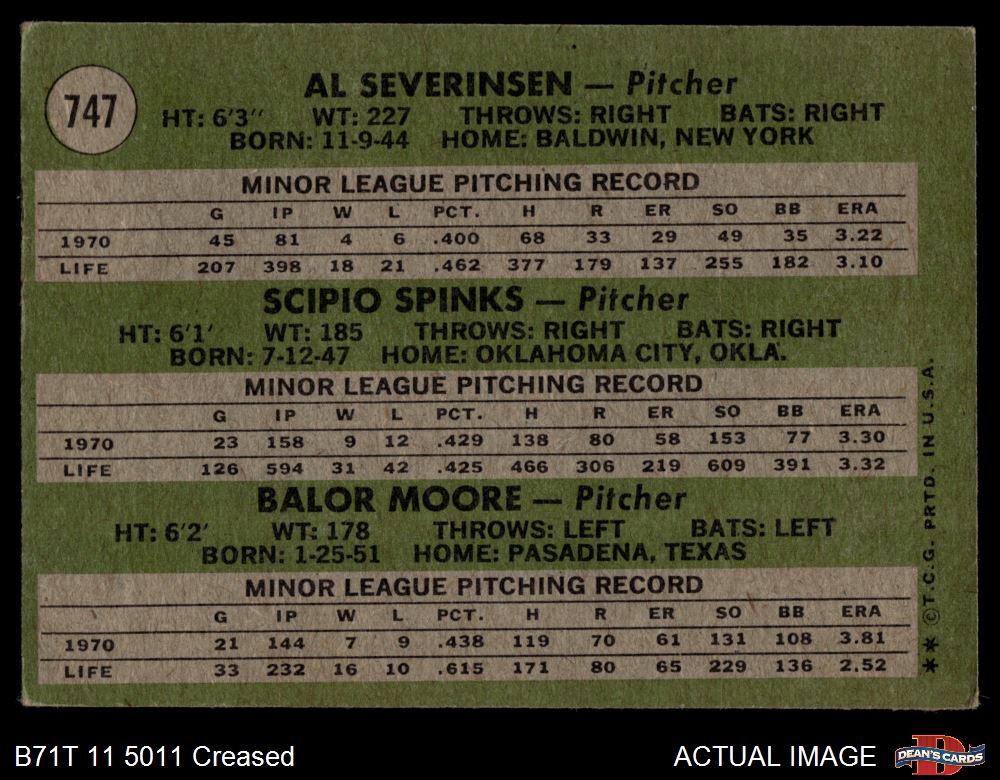 747
AL SEVERINSEN — Pitcher
HT: 6'3" WT: 227 THROWS: RIGHT BATS: RIGHT
BORN: 11-9-44 HOME: BALDWIN, NEW YORK
MINOR LEAGUE PITCHING RECORD
G IP W L PCT. H R ER SO BB ERA
1970 45 81 4 6 .400 68 33 29 49 35 3.22
LIFE 207 398 18 21 .462 377 179 137 255 182 3.10
SCIPIO SPINKS — Pitcher
HT: 6'1' WT: 185 THROWS: RIGHT BATS: RIGHT
BORN: 7-12-47 HOME: OKLAHOMA CITY, OKLA.
MINOR LEAGUE PITCHING RECORD
G IP W L PCT. H R ER SO BB ERA
1970 23 158 9 12 .429 138 80 58 153 77 3.30
LIFE 126 594 31 42 .425 466 306 219 609 391 3.32
BALOR MOORE — Pitcher
HT: 6'2' WT: 178 THROWS: LEFT BATS: LEFT
BORN: 1-25-51 HOME: PASADENA, TEXAS
MINOR LEAGUE PITCHING RECORD
G IP W L PCT. H R ER SO BB ERA
1970 21 144 7 9 .438 119 70 61 131 108 3.81
LIFE 33 232 16 10 .615 171 80 65 229 136 2.52
** ©T.C.G. PRTD. IN U.S.A.
B71T 11 5011 Creased
ACTUAL IMAGE
D
DEAN'S CARDS